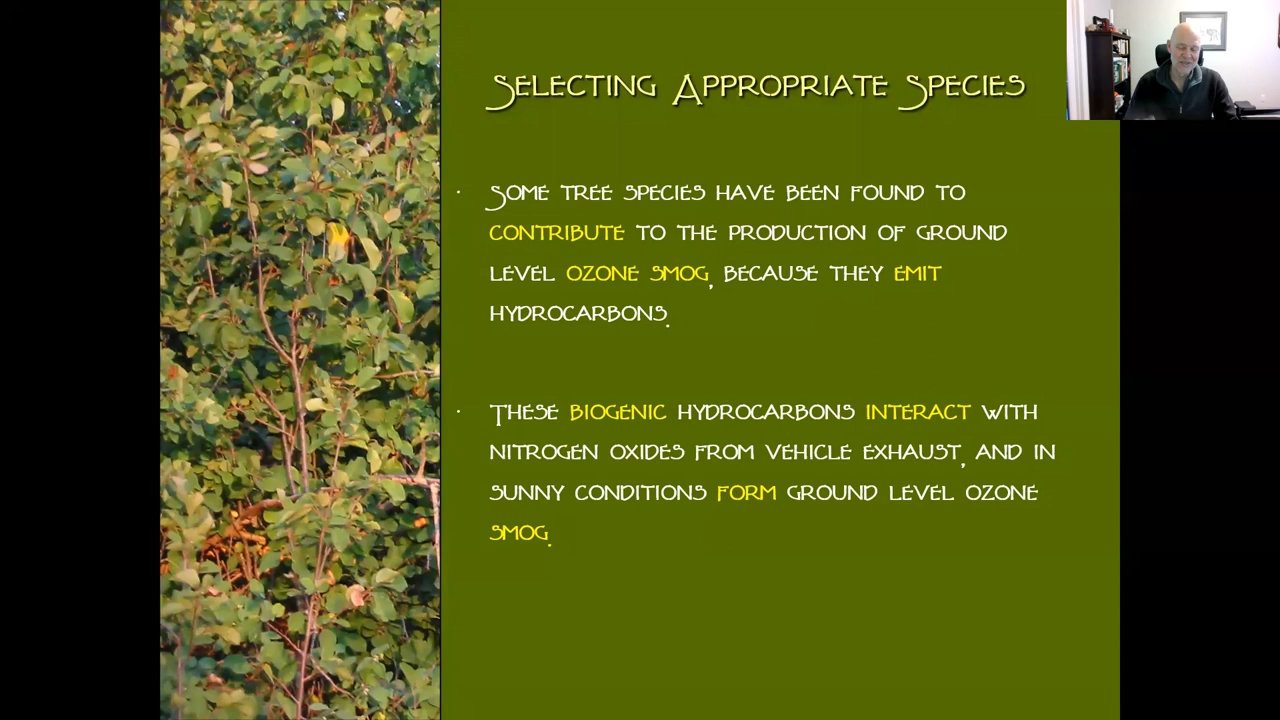 Selecting Appropriate Species
· Some tree species have been found to
contribute to the production of ground
level ozone smog, because they emit
hydrocarbons.
· These biogenic hydrocarbons interact with
nitrogen oxides from vehicle exhaust, and in
sunny conditions form ground level ozone
smog.